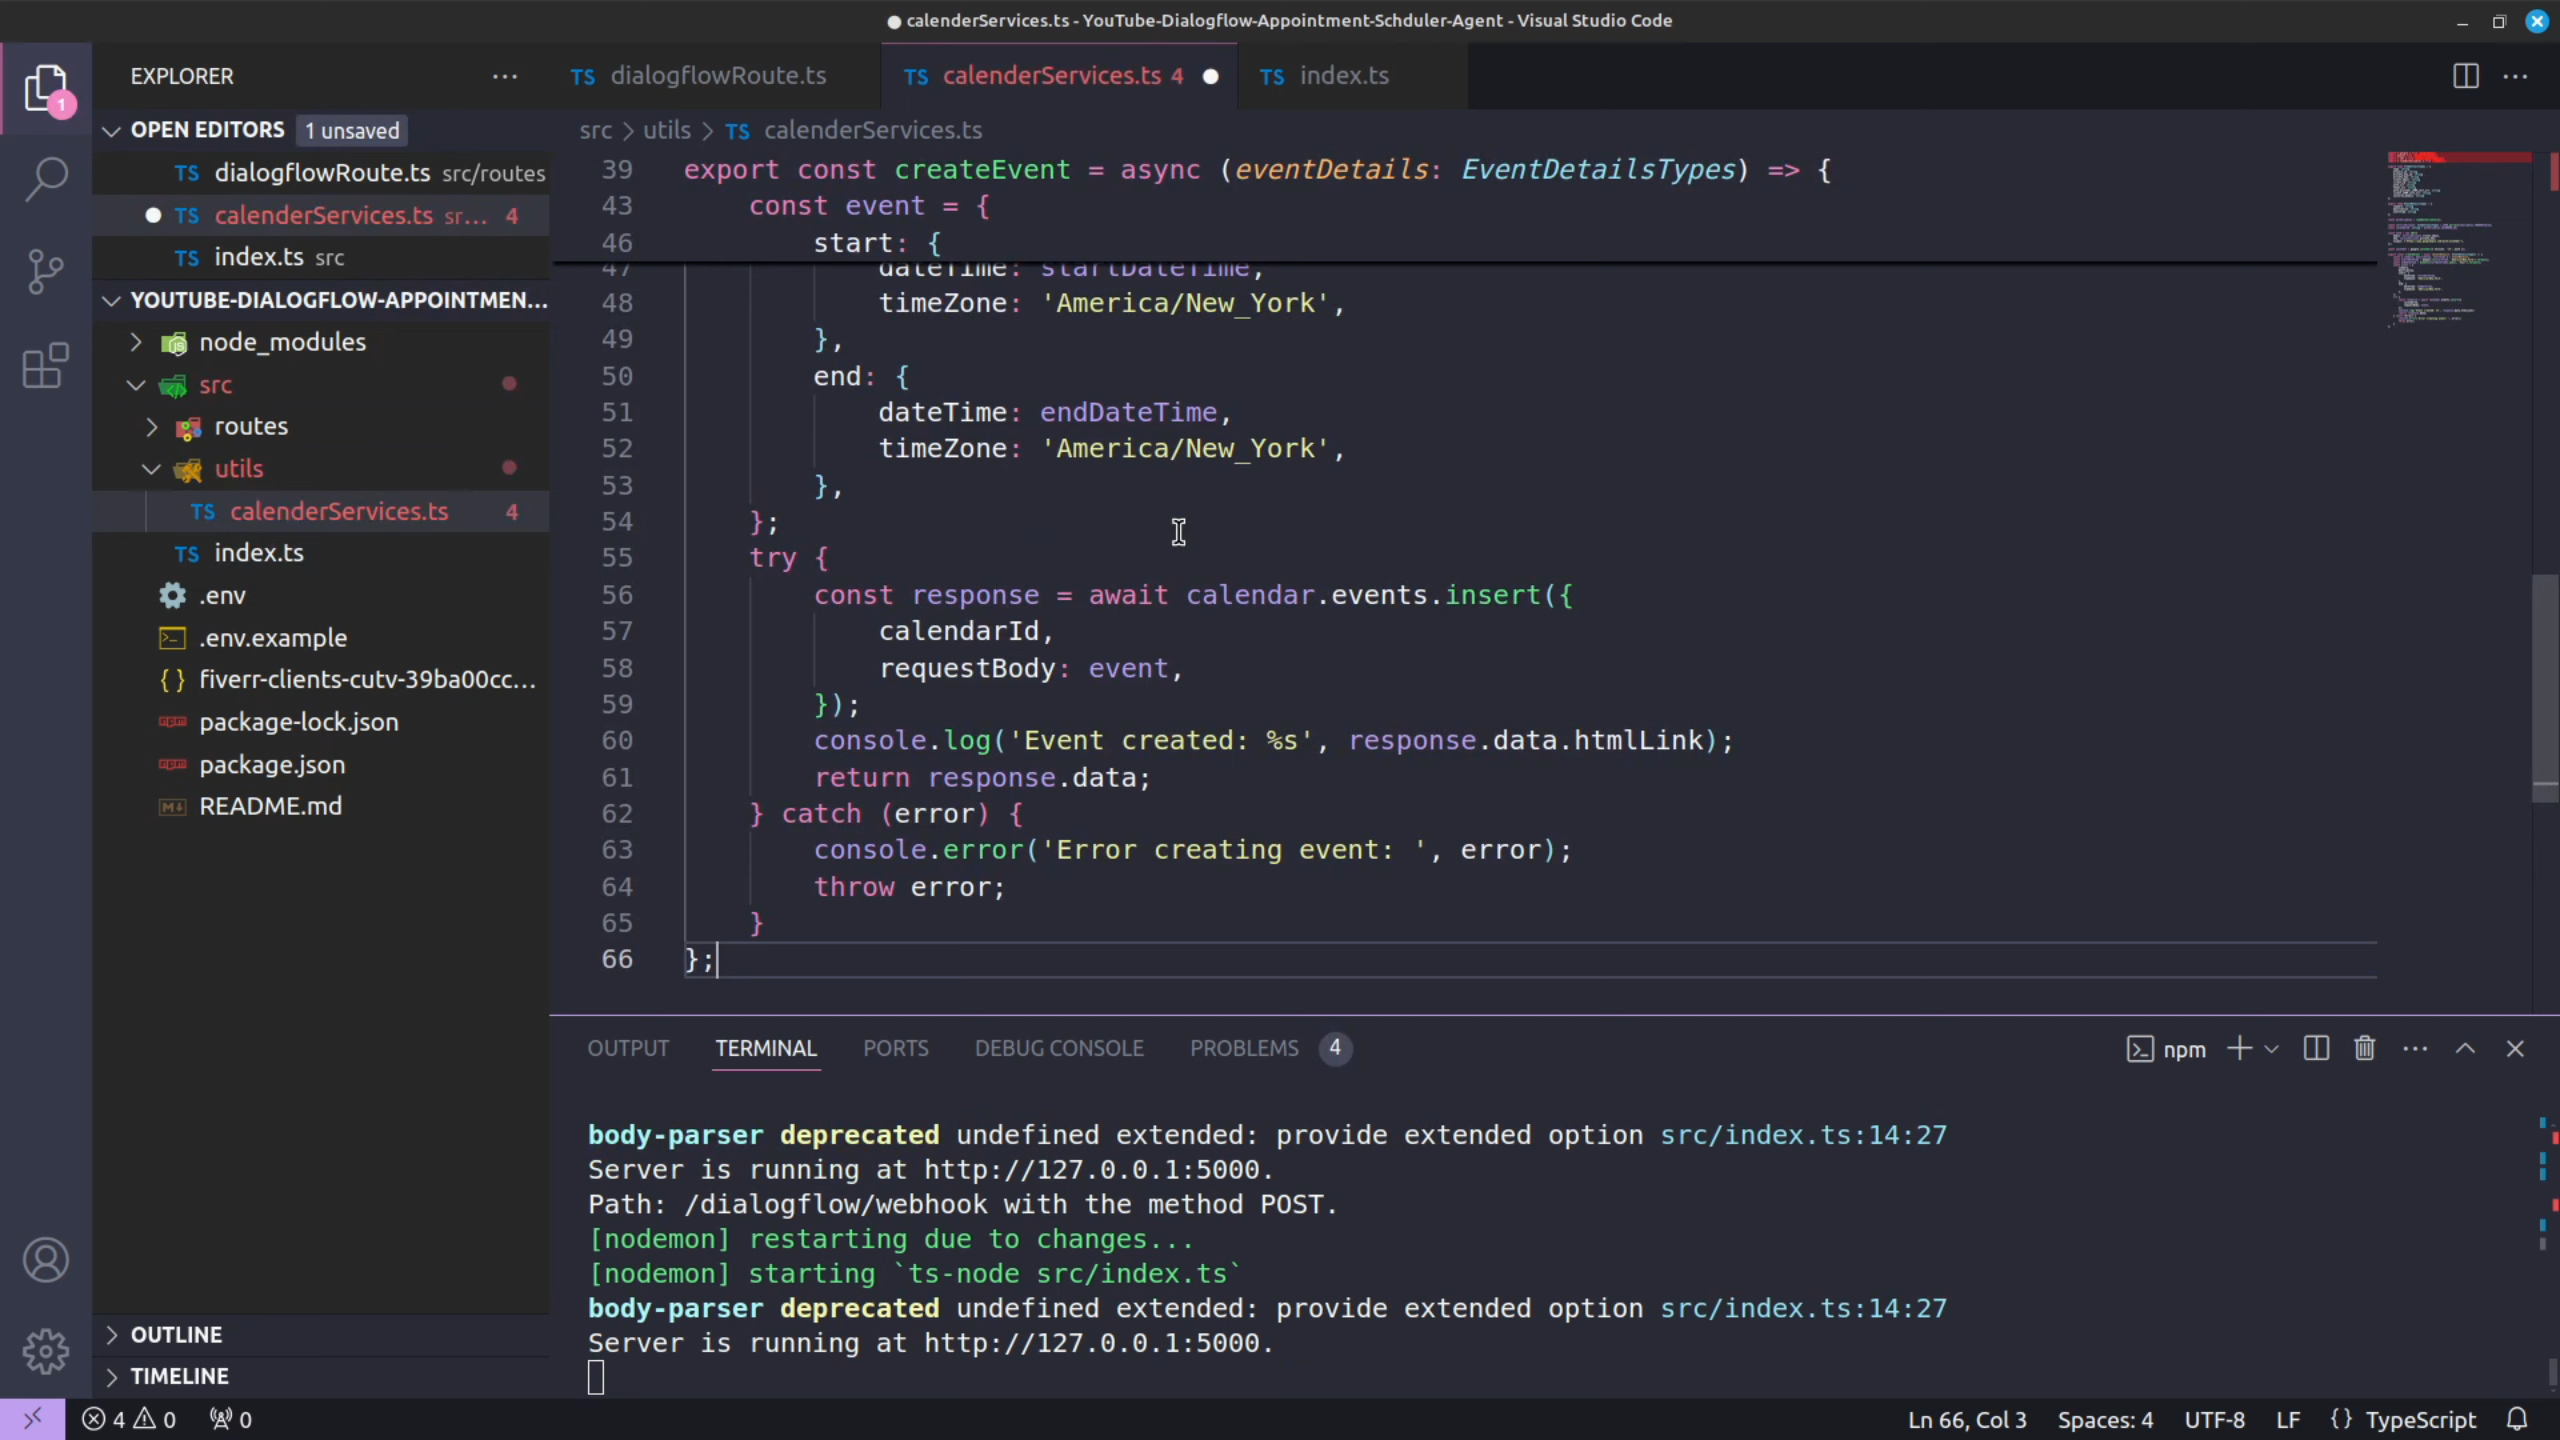 calenderServices.ts - YouTube-Dialogflow-Appointment-Schduler-Agent - Visual Studio Code
1
EXPLORER
OPEN EDITORS 1 unsaved
TS dialogflowRoute.ts src/routes
TS calenderServices.ts sr... 4
TS index.ts src
YOUTUBE-DIALOGFLOW-APPOINTMEN...
node_modules
src
routes
utils
TS calenderServices.ts 4
TS index.ts
.env
.env.example
fiverr-clients-cutv-39ba00cc...
package-lock.json
package.json
README.md
OUTLINE
TIMELINE
TS dialogflowRoute.ts
TS calenderServices.ts 4
TS index.ts
src > utils > TS calenderServices.ts
39 export const createEvent = async (eventDetails: EventDetailsTypes) => {
43 const event = {
46 start: {
47 dateTime: startDateTime,
48 timeZone: 'America/New_York',
49 },
50 end: {
51 dateTime: endDateTime,
52 timeZone: 'America/New_York',
53 },
54 };
55 try {
56 const response = await calendar.events.insert({
57 calendarId,
58 requestBody: event,
59 });
60 console.log('Event created: %s', response.data.htmlLink);
61 return response.data;
62 } catch (error) {
63 console.error('Error creating event: ', error);
64 throw error;
65 }
66 };
OUTPUT TERMINAL PORTS DEBUG CONSOLE PROBLEMS 4
npm
body-parser deprecated undefined extended: provide extended option src/index.ts:14:27
Server is running at http://127.0.0.1:5000.
Path: /dialogflow/webhook with the method POST.
[nodemon] restarting due to changes...
[nodemon] starting `ts-node src/index.ts`
body-parser deprecated undefined extended: provide extended option src/index.ts:14:27
Server is running at http://127.0.0.1:5000.
4 0 0
Ln 66, Col 3 Spaces: 4 UTF-8 LF {} TypeScript